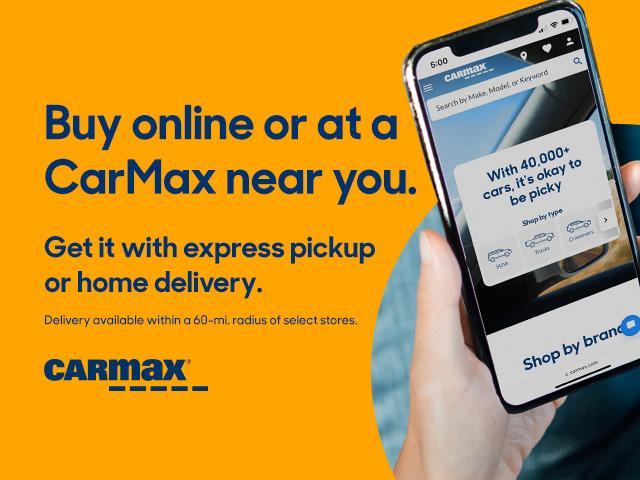 Buy online or at a
CarMax near you.
Get it with express pickup
or home delivery.
Delivery available within a 60-mi. radius of select stores.
CARMAX®
5:00
CARMAX
Search by Make, Model, or Keyword
With 40,000+
cars, it's okay to
be picky
Shop by type
SUVs
Trucks
Crossovers
Shop by brand
carmax.com